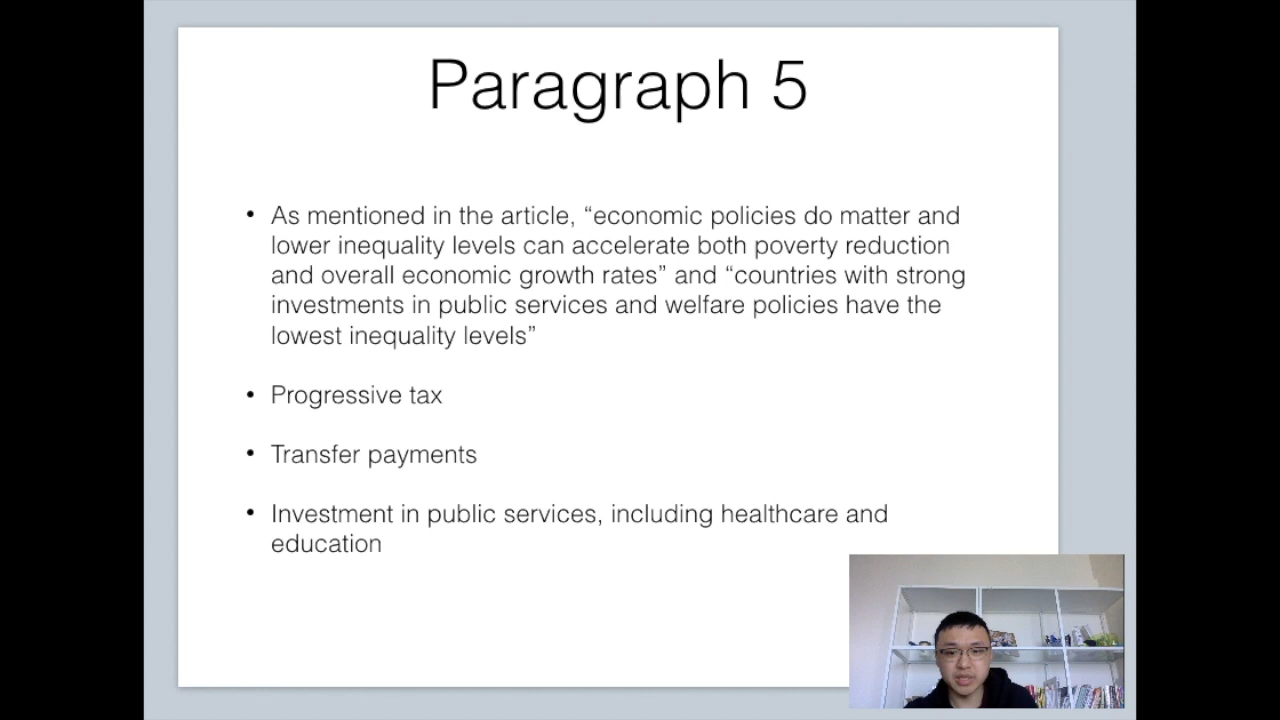 Paragraph 5
• As mentioned in the article, “economic policies do matter and
lower inequality levels can accelerate both poverty reduction
and overall economic growth rates” and “countries with strong
investments in public services and welfare policies have the
lowest inequality levels”
• Progressive tax
• Transfer payments
• Investment in public services, including healthcare and
education